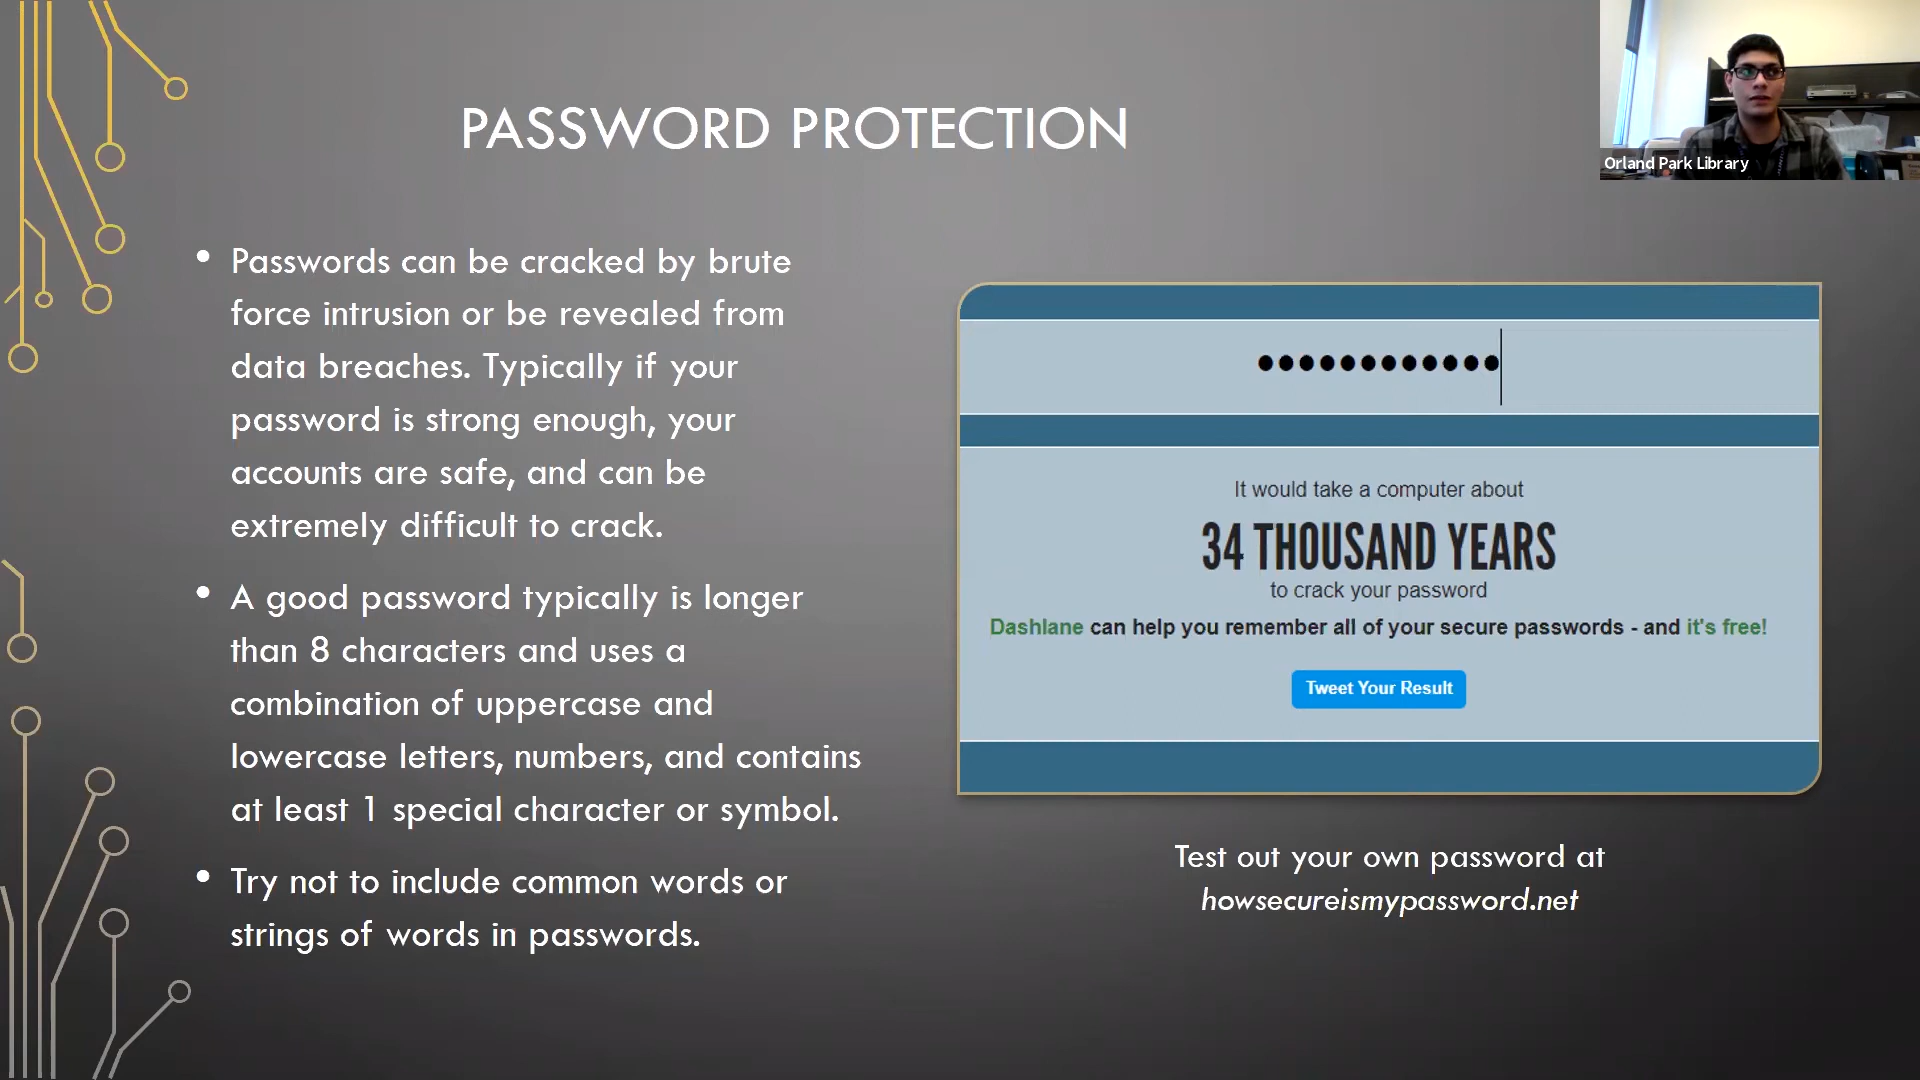 PASSWORD PROTECTION
Orland Park Library
• Passwords can be cracked by brute
force intrusion or be revealed from
data breaches. Typically if your
password is strong enough, your
accounts are safe, and can be
extremely difficult to crack.
• A good password typically is longer
than 8 characters and uses a
combination of uppercase and
lowercase letters, numbers, and contains
at least 1 special character or symbol.
• Try not to include common words or
strings of words in passwords.
••••••••••••
It would take a computer about
34 THOUSAND YEARS
to crack your password
Dashlane can help you remember all of your secure passwords - and it's free!
Tweet Your Result
Test out your own password at
howsecureismypassword.net